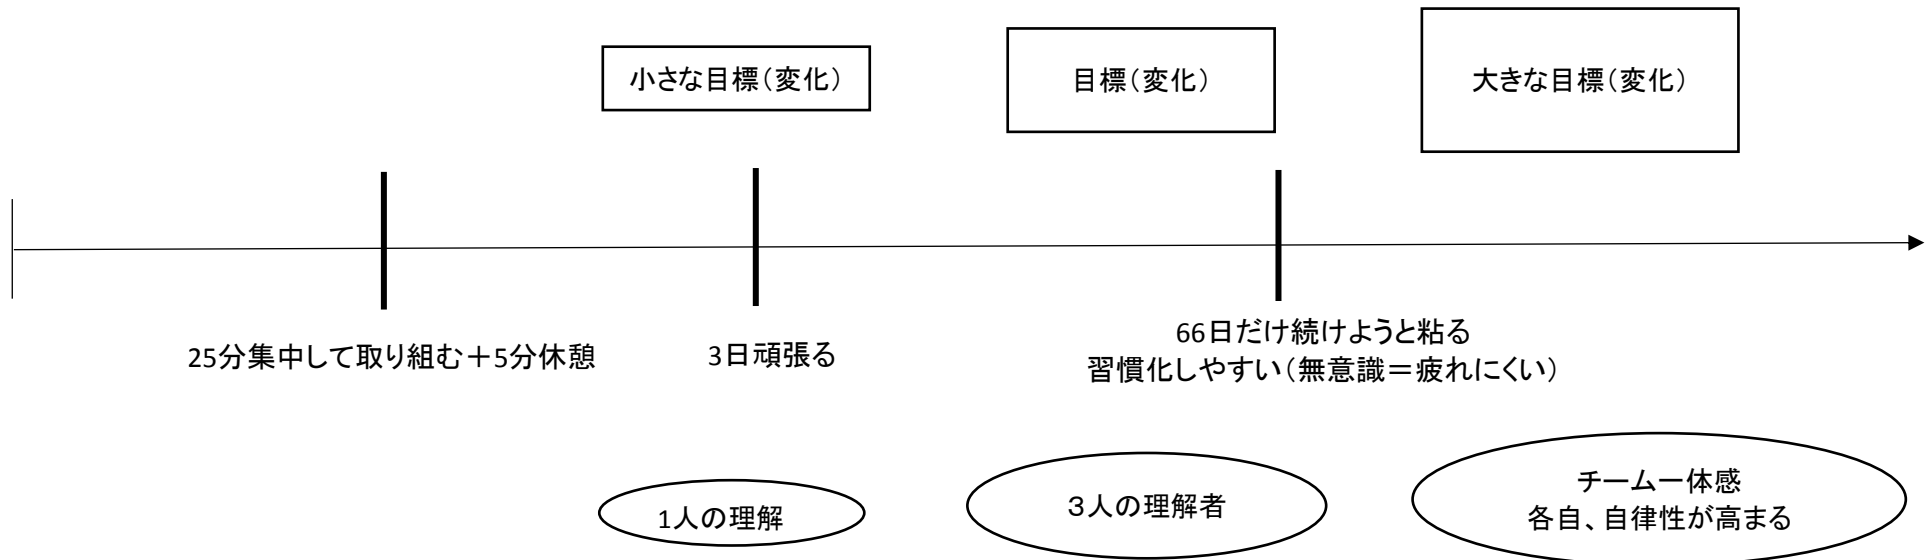 小さな目標（変化）
目標（変化）
大きな目標（変化）
25分集中して取り組む＋5分休憩
3日頑張る
66日だけ続けようと粘る
習慣化しやすい（無意識＝疲れにくい）
1人の理解
３人の理解者
チーム一体感
各自、自律性が高まる